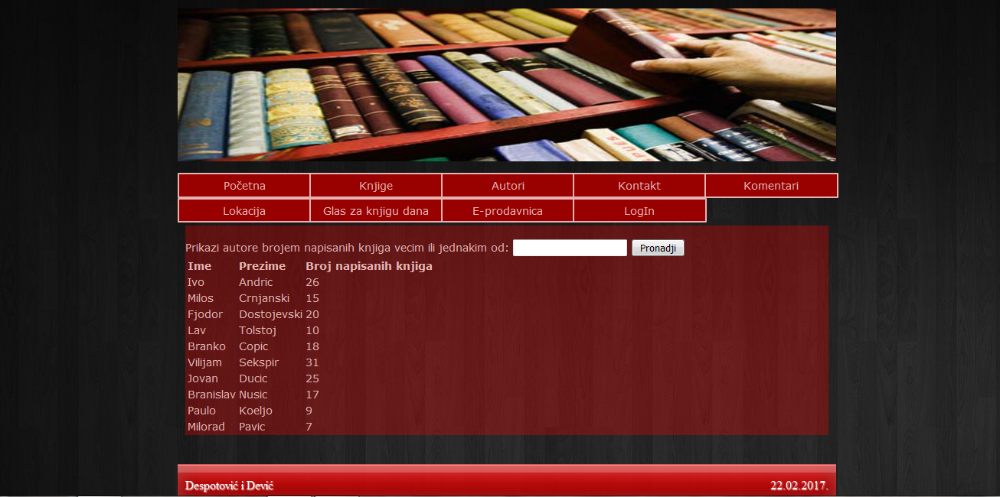 Početna Knjige Autori Kontakt Komentari
Lokacija Glas za knjigu dana E-prodavnica LogIn
Prikazi autore brojem napisanih knjiga vecim ili jednakim od: Pronadji
Ime Prezime Broj napisanih knjiga
Ivo Andric 26
Milos Crnjanski 15
Fjodor Dostojevski 20
Lav Tolstoj 10
Branko Copic 18
Vilijam Sekspir 31
Jovan Ducic 25
Branislav Nusic 17
Paulo Koeljo 9
Milorad Pavic 7
Despotović i Dević 22.02.2017.